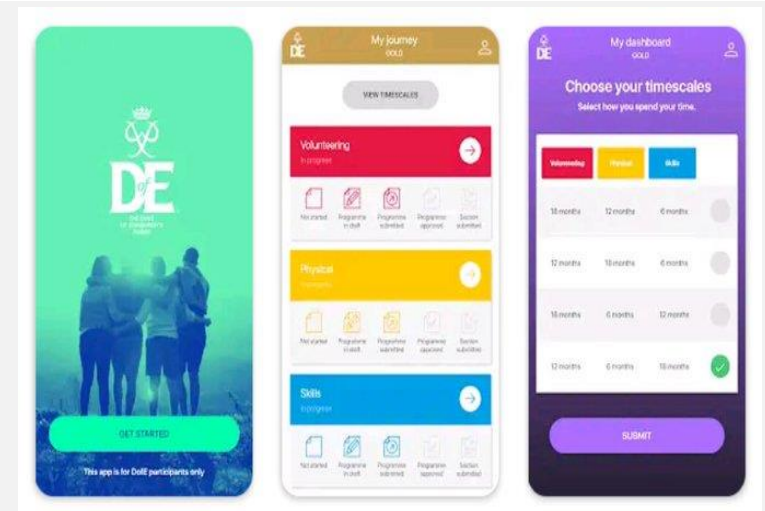 DofE
THE DUKE
OF EDINBURGH'S
AWARD
GET STARTED
This app is for DofE participants only
DofE
My journey
GOLD
VIEW TIMESCALES
Volunteering
In progress
Not started
Programme in draft
Programme submitted
Programme approved
Section submitted
Physical
In progress
Not started
Programme in draft
Programme submitted
Programme approved
Section submitted
Skills
In progress
Not started
Programme in draft
Programme submitted
Programme approved
Section submitted
DofE
My dashboard
GOLD
Choose your timescales
Select how you spend your time.
Volunteering Physical Skills
18 months 12 months 6 months
12 months 18 months 6 months
18 months 6 months 12 months
12 months 6 months 18 months
SUBMIT